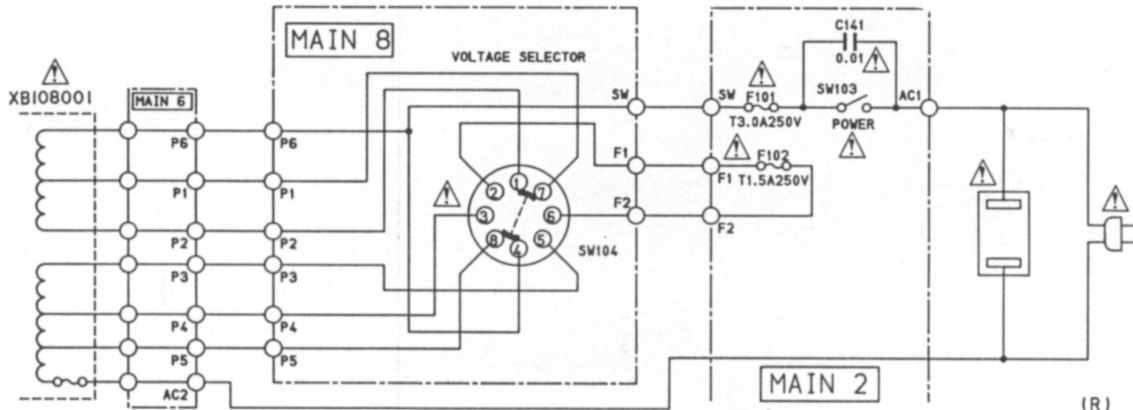 MAIN 8
VOLTAGE SELECTOR
C141
0.01
XB108001
MAIN 6
SW
SW
F101
SW103
AC1
T3.0A250V
POWER
P6
P6
F1
F1
F102
T1.5A250V
P1
P1
1
2
7
3
6
8
5
4
F2
F2
P2
P2
SW104
P3
P3
P4
P4
P5
P5
AC2
MAIN 2
(R)